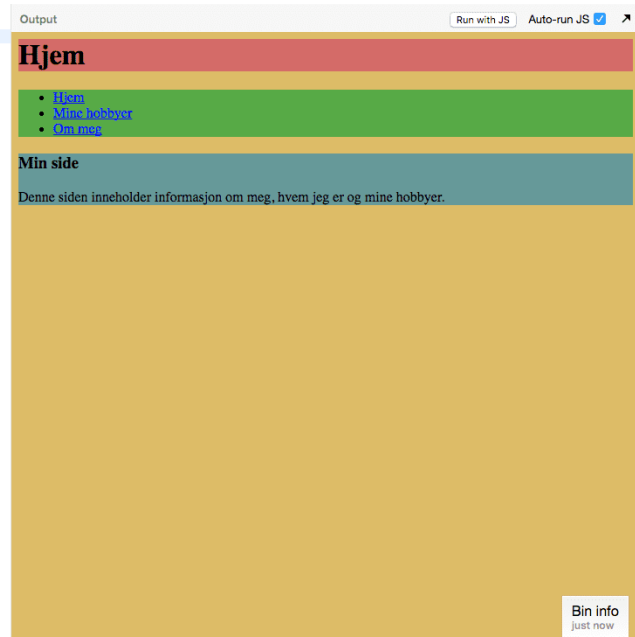 Output
Run with JS
Auto-run JS
Hjem
Hjem
Mine hobbyer
Om meg
Min side
Denne siden inneholder informasjon om meg, hvem jeg er og mine hobbyer.
Bin info
just now